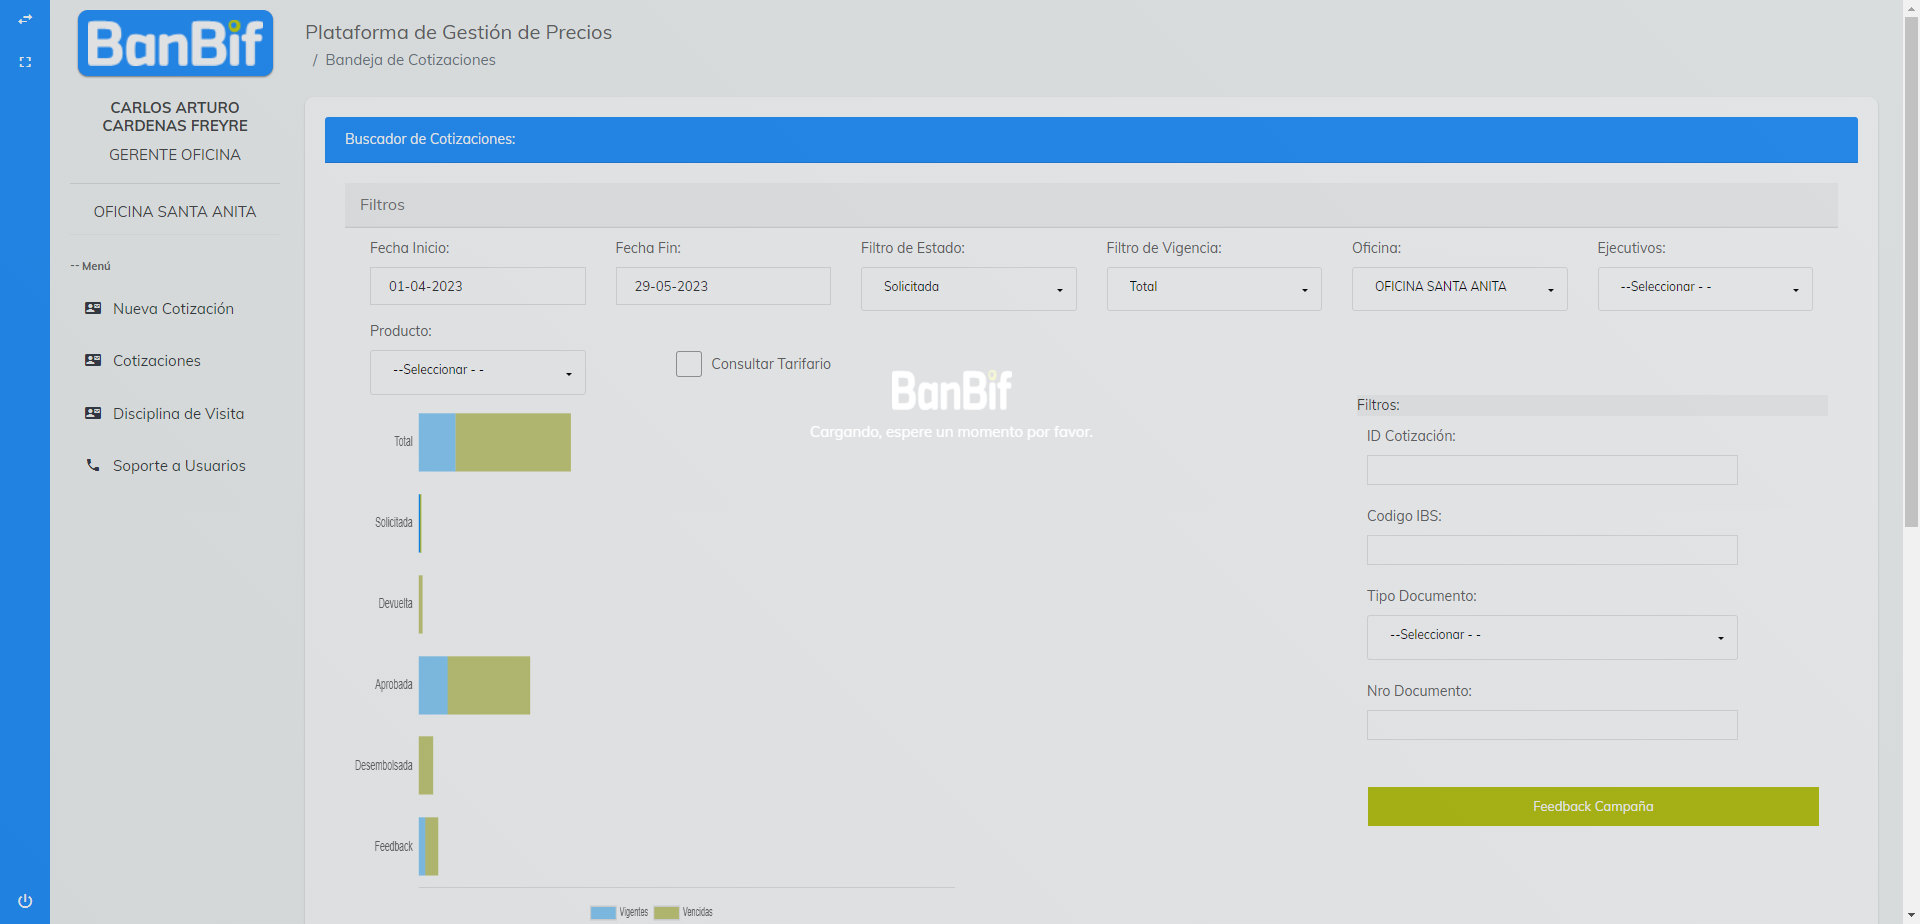 BanBif
CARLOS ARTURO
CARDENAS FREYRE
GERENTE OFICINA
OFICINA SANTA ANITA
-- Menú
Nueva Cotización
Cotizaciones
Disciplina de Visita
Soporte a Usuarios
Plataforma de Gestión de Precios
/ Bandeja de Cotizaciones
Buscador de Cotizaciones:
Filtros
Fecha Inicio: Fecha Fin: Filtro de Estado: Filtro de Vigencia: Oficina: Ejecutivos:
01-04-2023 29-05-2023 Solicitada Total OFICINA SANTA ANITA --Seleccionar - -
Producto:
--Seleccionar - - Consultar Tarifario
BanBif
Cargando, espere un momento por favor.
Total
Solicitada
Devuelta
Aprobada
Desembolsada
Feedback
Vigentes Vencidas
Filtros:
ID Cotización:
Codigo IBS:
Tipo Documento:
--Seleccionar - -
Nro Documento:
Feedback Campaña